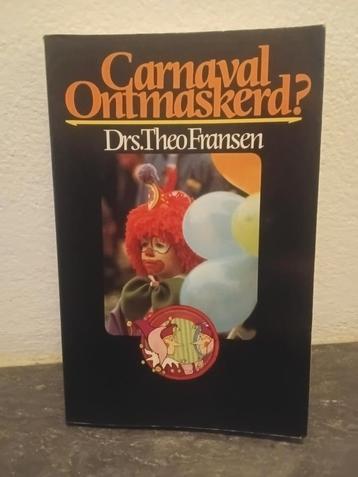 Carnaval
Ontmaskerd?
Drs.Theo Fransen